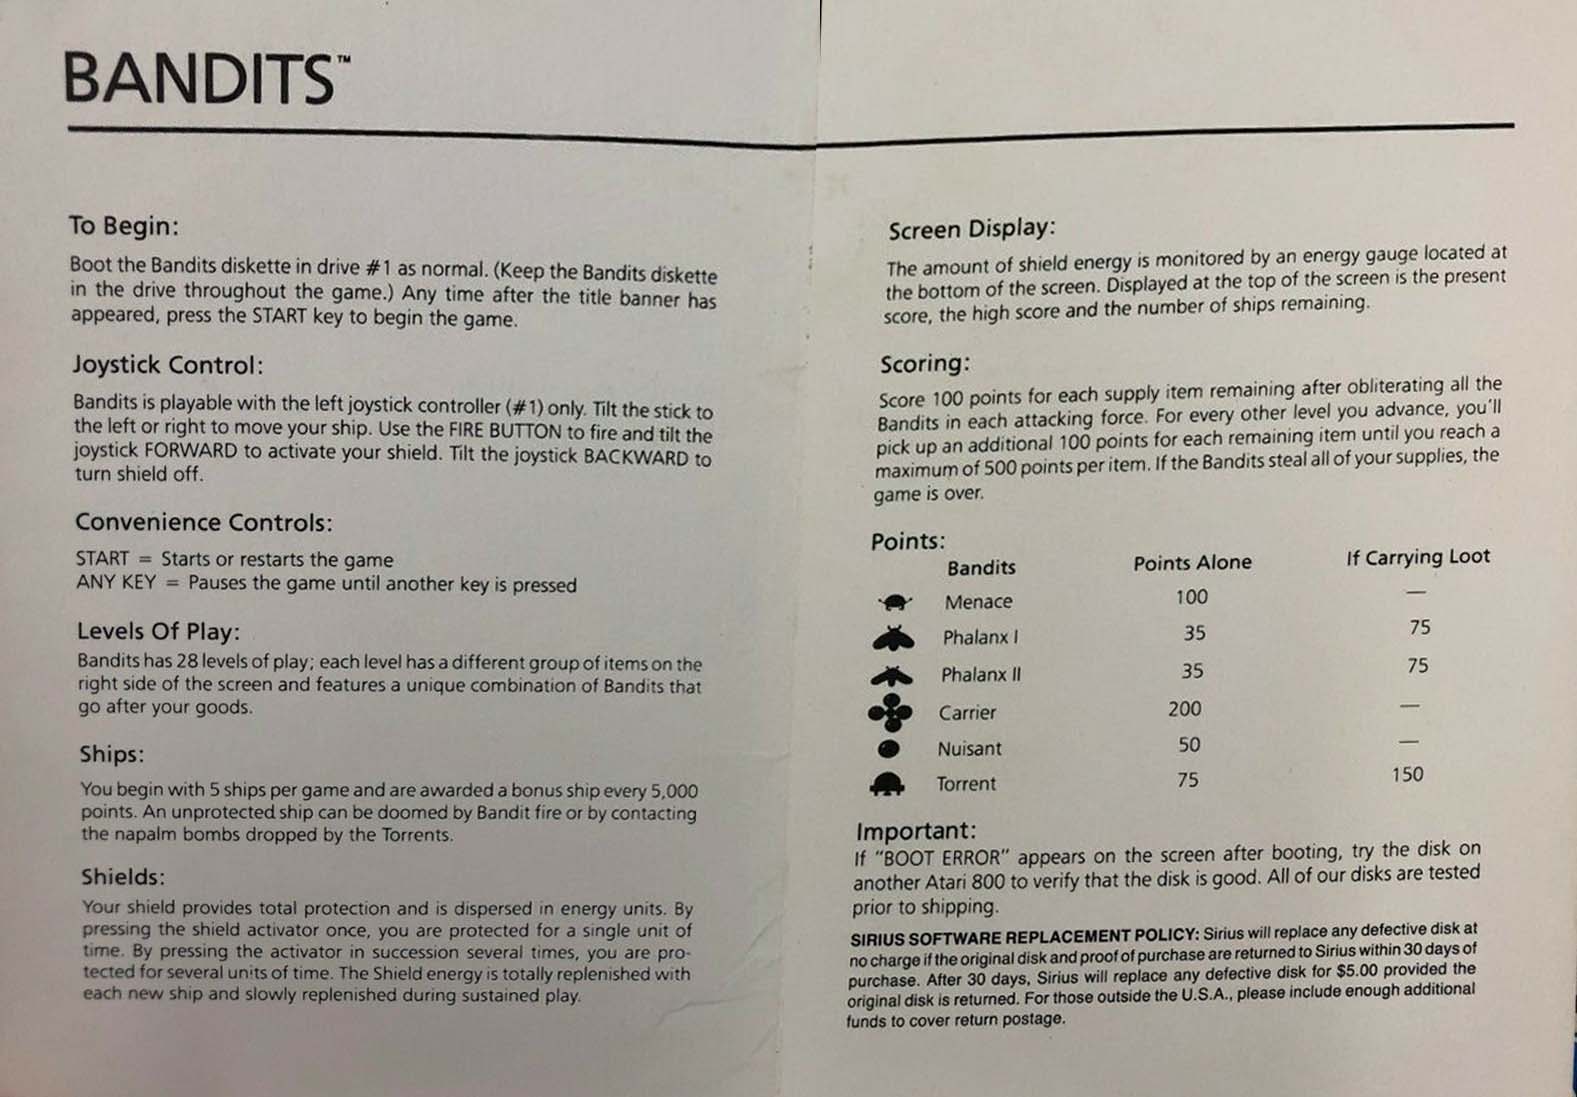 BANDITS™
To Begin:
Boot the Bandits diskette in drive #1 as normal. (Keep the Bandits diskette
in the drive throughout the game.) Any time after the title banner has
appeared, press the START key to begin the game.
Joystick Control:
Bandits is playable with the left joystick controller (#1) only. Tilt the stick to
the left or right to move your ship. Use the FIRE BUTTON to fire and tilt the
joystick FORWARD to activate your shield. Tilt the joystick BACKWARD to
turn shield off.
Convenience Controls:
START = Starts or restarts the game
ANY KEY = Pauses the game until another key is pressed
Levels Of Play:
Bandits has 28 levels of play; each level has a different group of items on the
right side of the screen and features a unique combination of Bandits that
go after your goods.
Ships:
You begin with 5 ships per game and are awarded a bonus ship every 5,000
points. An unprotected ship can be doomed by Bandit fire or by contacting
the napalm bombs dropped by the Torrents.
Shields:
Your shield provides total protection and is dispersed in energy units. By
pressing the shield activator once, you are protected for a single unit of
time. By pressing the activator in succession several times, you are pro-
tected for several units of time. The Shield energy is totally replenished with
each new ship and slowly replenished during sustained play.
Screen Display:
The amount of shield energy is monitored by an energy gauge located at
the bottom of the screen. Displayed at the top of the screen is the present
score, the high score and the number of ships remaining.
Scoring:
Score 100 points for each supply item remaining after obliterating all the
Bandits in each attacking force. For every other level you advance, you'll
pick up an additional 100 points for each remaining item until you reach a
maximum of 500 points per item. If the Bandits steal all of your supplies, the
game is over.
Points:
Bandits Points Alone If Carrying Loot
Menace 100 —
Phalanx I 35 75
Phalanx II 35 75
Carrier 200 —
Nuisant 50 —
Torrent 75 150
Important:
If "BOOT ERROR" appears on the screen after booting, try the disk on
another Atari 800 to verify that the disk is good. All of our disks are tested
prior to shipping.
SIRIUS SOFTWARE REPLACEMENT POLICY: Sirius will replace any defective disk at
no charge if the original disk and proof of purchase are returned to Sirius within 30 days of
purchase. After 30 days, Sirius will replace any defective disk for $5.00 provided the
original disk is returned. For those outside the U.S.A., please include enough additional
funds to cover return postage.